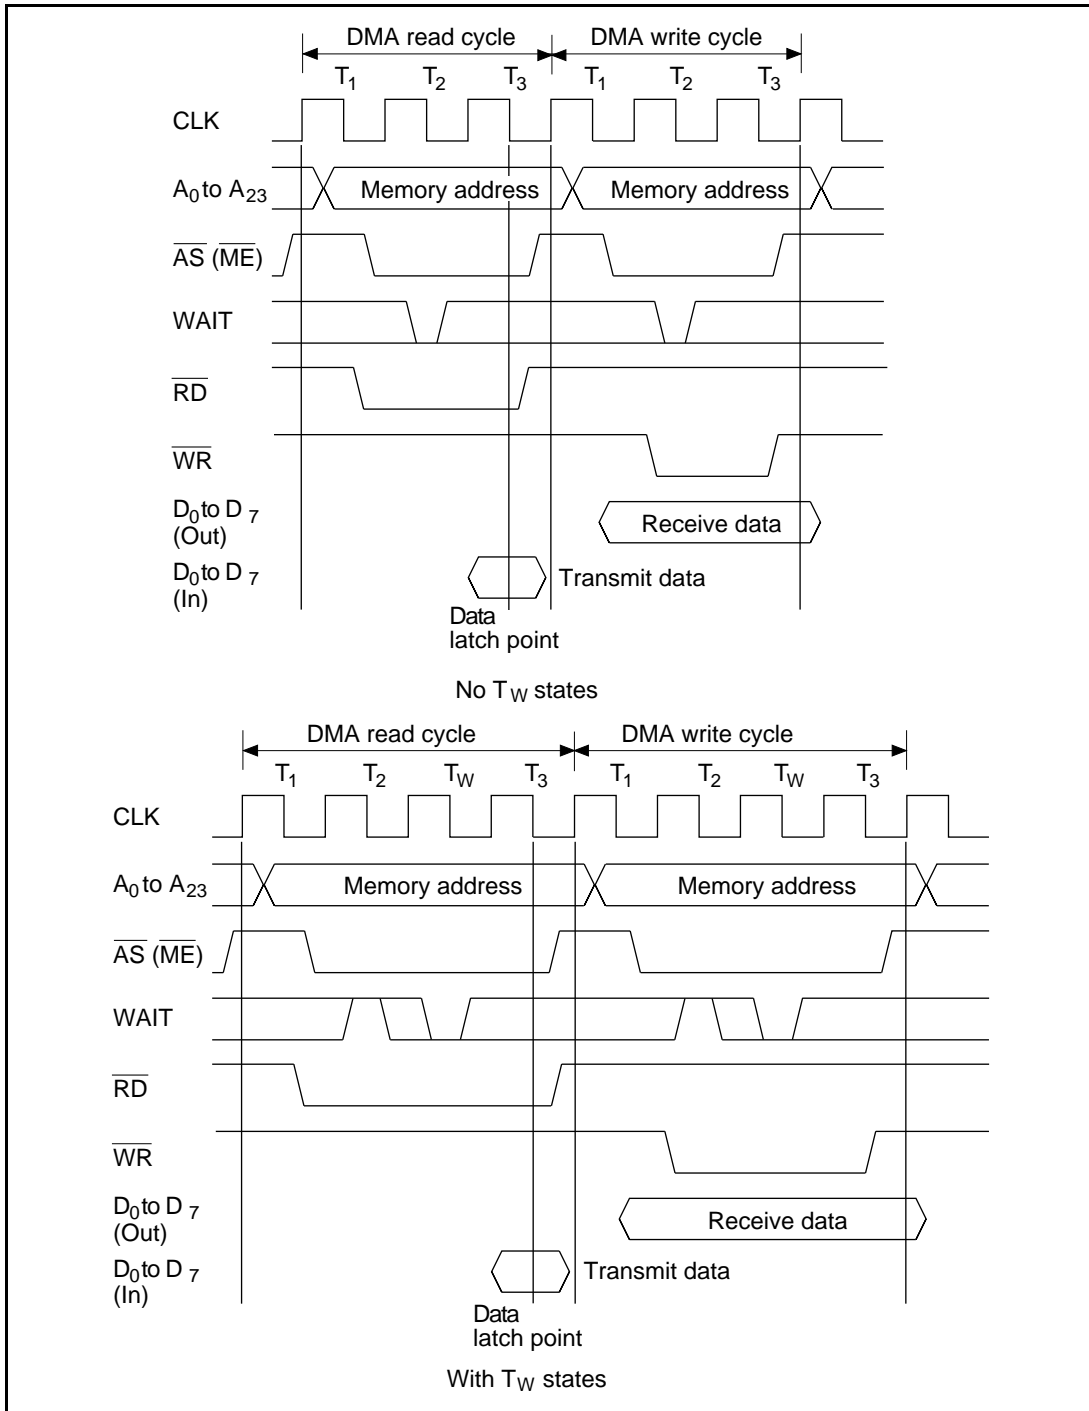 DMA read cycle DMA write cycle
T1 T2 T3 T1 T2 T3
CLK
A0 to A23 Memory address Memory address
AS (ME)
WAIT
RD
WR
D0 to D7
(Out) Receive data
D0 to D7
(In) Transmit data
Data
latch point
No TW states
DMA read cycle DMA write cycle
T1 T2 TW T3 T1 T2 TW T3
CLK
A0 to A23 Memory address Memory address
AS (ME)
WAIT
RD
WR
D0 to D7
(Out) Receive data
D0 to D7
(In) Transmit data
Data
latch point
With TW states